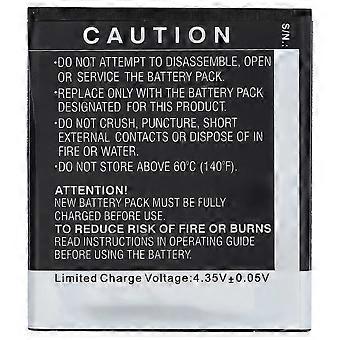 CAUTION
S/N.:
•DO NOT ATTEMPT TO DISASSEMBLE, OPEN
OR SERVICE THE BATTERY PACK.
•REPLACE ONLY WITH THE BATTERY PACK
DESIGNATED FOR THIS PRODUCT.
•DO NOT CRUSH, PUNCTURE, SHORT
EXTERNAL CONTACTS OR DISPOSED OF IN
FIRE OR WATER.
•DO NOT STORE ABOVE 60°C (140°F).
ATTENTION!
NEW BATTERY PACK MUST BE FULLY
CHARGED BEFORE USE.
TO REDUCE RISK OF FIRE OR BURNS
READ INSTRUCTIONS IN OPERATING GUIDE
BEFORE BATTERY USE.
Limited Charge Voltage:4.35V±0.05V